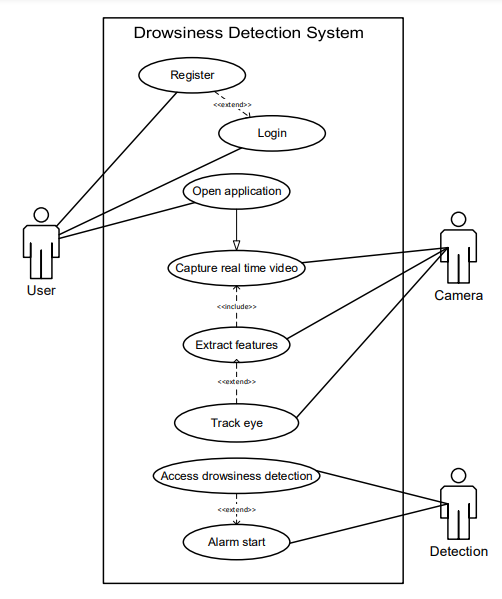 Drowsiness Detection System
Register
<<extend>>
Login
Open application
User
Capture real time video
Camera
<<include>>
Extract features
<<extend>>
Track eye
Access drowsiness detection
<<extend>>
Alarm start
Detection